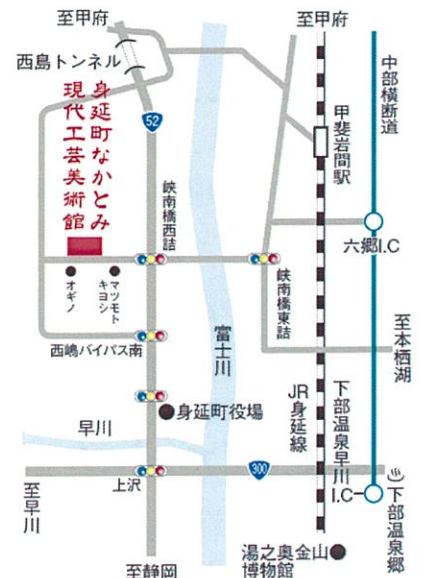 至甲府
至甲府
西島トンネル
52
身延町なかとみ
現代工芸美術館
中部横断道
甲斐岩間駅
峡南橋西詰
六郷I.C
オギノ
マツモト
キヨシ
峡南橋東詰
西嶋バイパス南
富士川
至本栖湖
身延町役場
JR
身延線
早川
下部温泉早川
I.C
300
上沢
至早川
下部温泉郷
至静岡
湯之奥金山
博物館